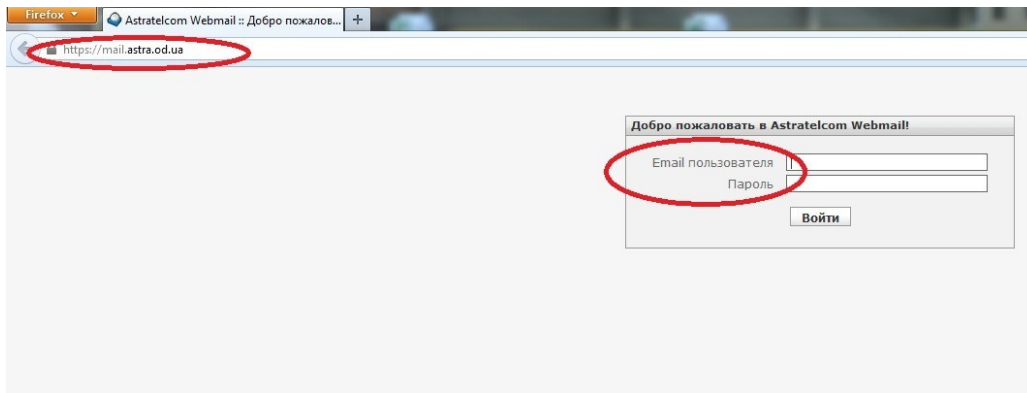 Firefox
Astratelcom Webmail :: Добро пожалов...
https://mail.astra.od.ua
Добро пожаловать в Astratelcom Webmail!
Email пользователя
Пароль
Войти